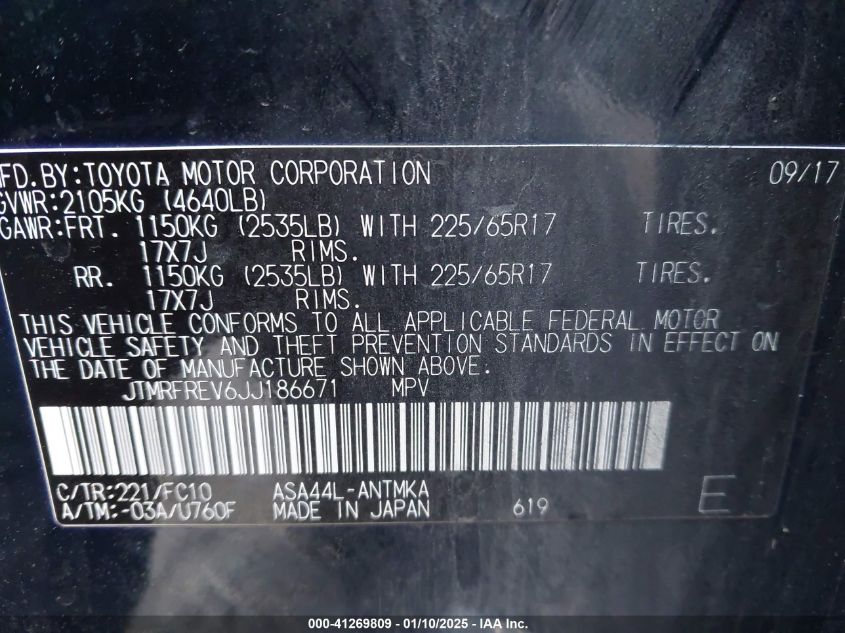 FD. BY: TOYOTA MOTOR CORPORATION 09/17
GVWR: 2105KG (4640LB)
GAWR: FRT. 1150KG (2535LB) WITH 225/65R17 TIRES.
17X7J RIMS.
RR. 1150KG (2535LB) WITH 225/65R17 TIRES.
17X7J RIMS.
THIS VEHICLE CONFORMS TO ALL APPLICABLE FEDERAL MOTOR
VEHICLE SAFETY AND THEFT PREVENTION STANDARDS IN EFFECT ON
THE DATE OF MANUFACTURE SHOWN ABOVE.
JTMRFREV6JJ186671 MPV
C/TR: 221/FC10 ASA44L-ANTMKA
A/TM: -03A/U760F MADE IN JAPAN 619 E
000-41269809 - 01/10/2025 - IAA Inc.